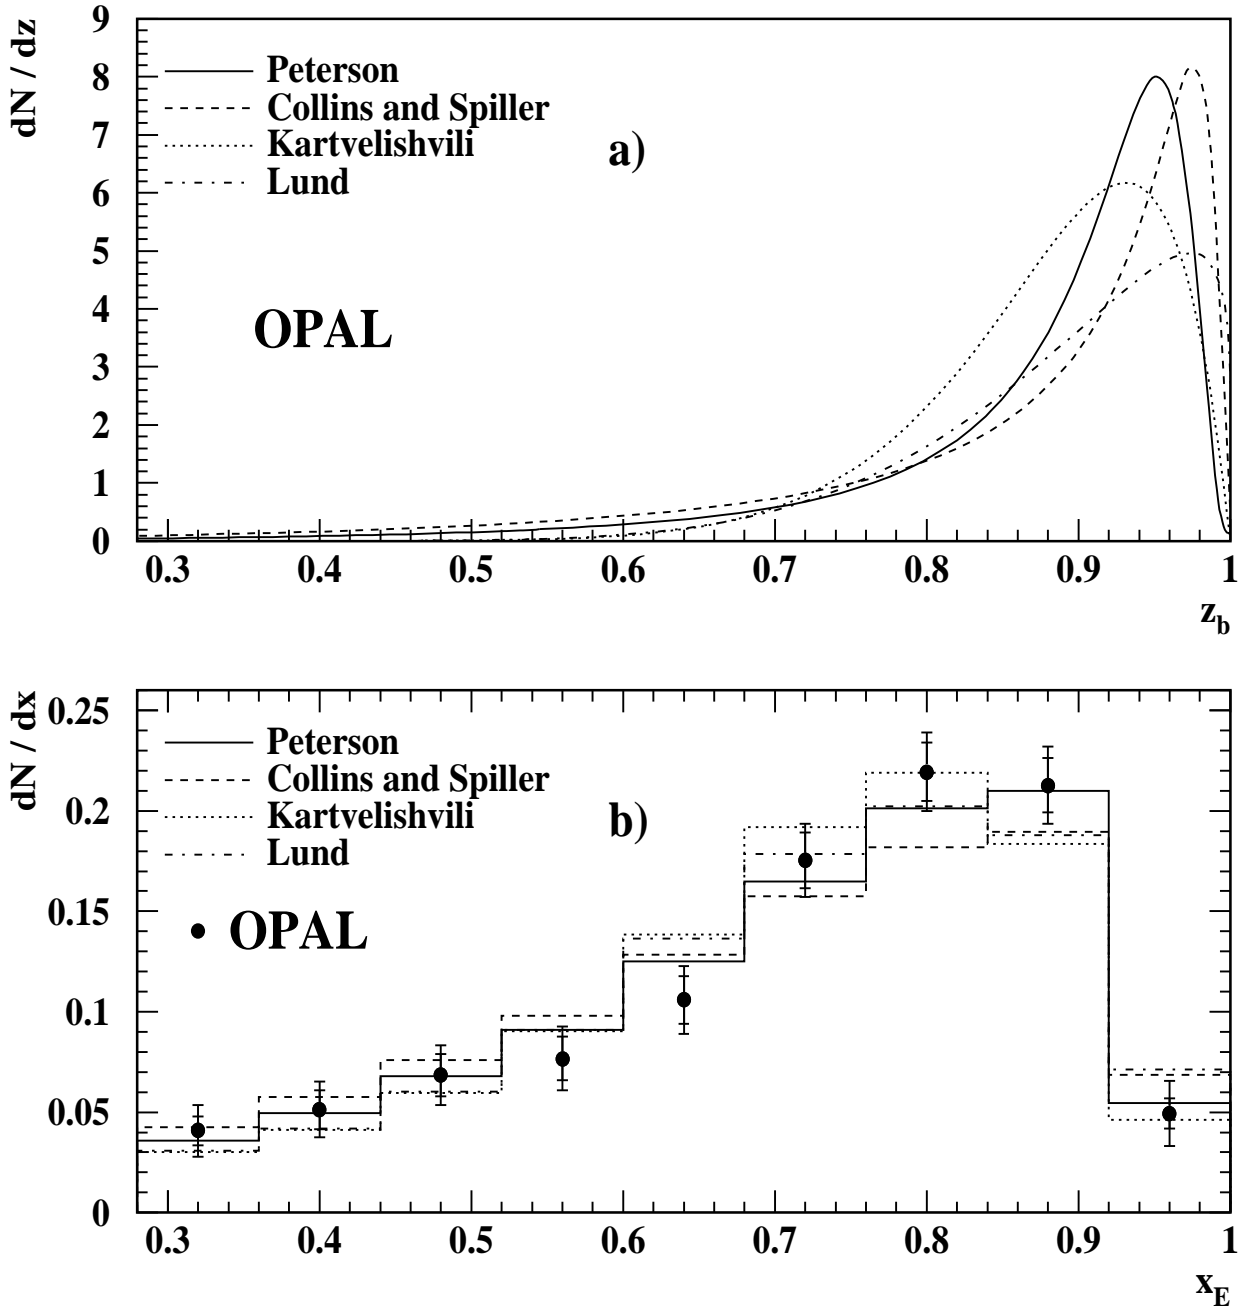 dN / dz
9
8
7
6
5
4
3
2
1
0
Peterson
Collins and Spiller
Kartvelishvili
Lund
a)
OPAL
0.3 0.4 0.5 0.6 0.7 0.8 0.9 1
z_b
dN / dx
0.25
0.2
0.15
0.1
0.05
0
Peterson
Collins and Spiller
Kartvelishvili
Lund
b)
OPAL
0.3 0.4 0.5 0.6 0.7 0.8 0.9 1
x_E